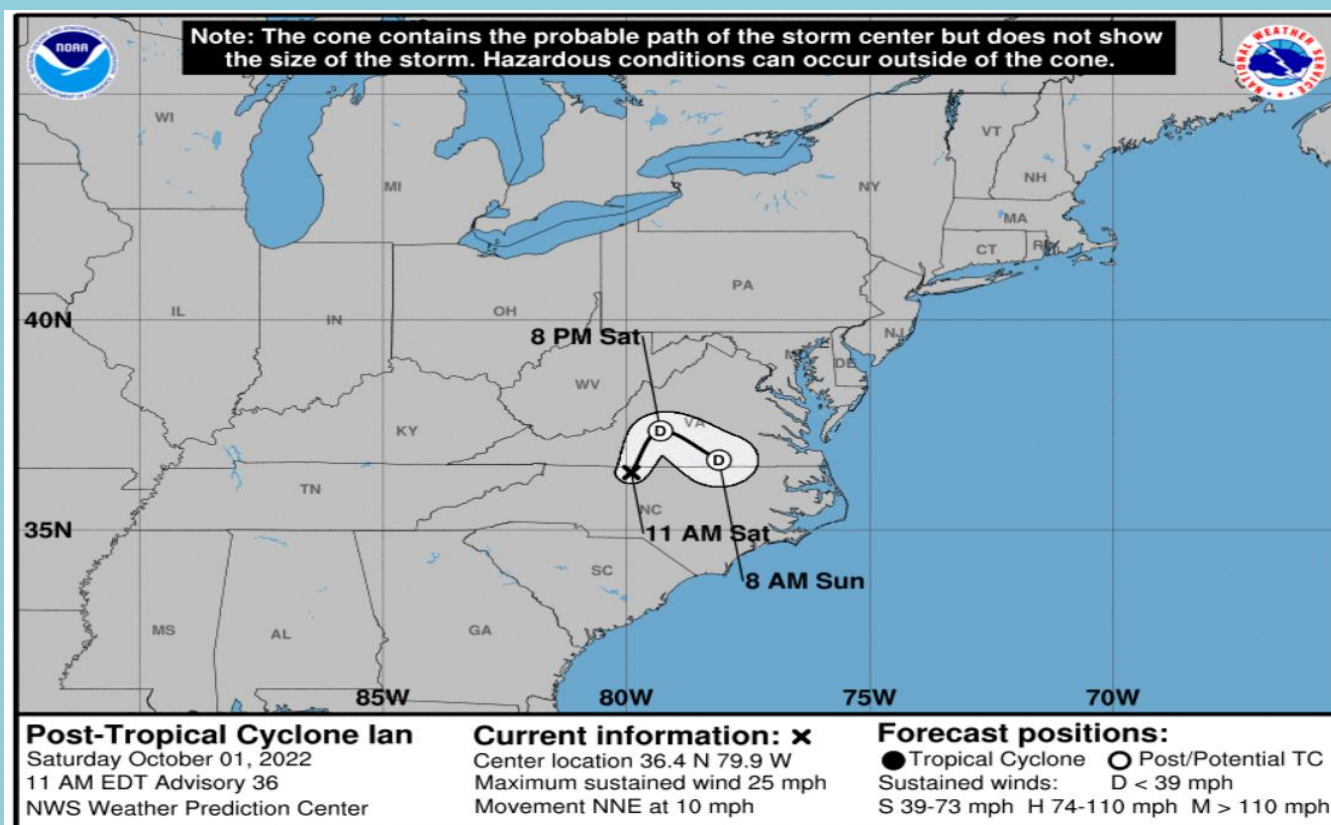 Note: The cone contains the probable path of the storm center but does not show
the size of the storm. Hazardous conditions can occur outside of the cone.
NOAA
NATIONAL WEATHER SERVICE
WI
MI
VT
NH
NY
MA
CT
PA
40N
IL
IN
OH
NJ
8 PM Sat
DE
WV
KY
VA
D
D
TN
NC
35N
11 AM Sat
SC
8 AM Sun
MS
AL
GA
85W
80W
75W
70W
Post-Tropical Cyclone Ian
Saturday October 01, 2022
11 AM EDT Advisory 36
NWS Weather Prediction Center
Current information: x
Center location 36.4 N 79.9 W
Maximum sustained wind 25 mph
Movement NNE at 10 mph
Forecast positions:
Tropical Cyclone Post/Potential TC
Sustained winds: D < 39 mph
S 39-73 mph H 74-110 mph M > 110 mph